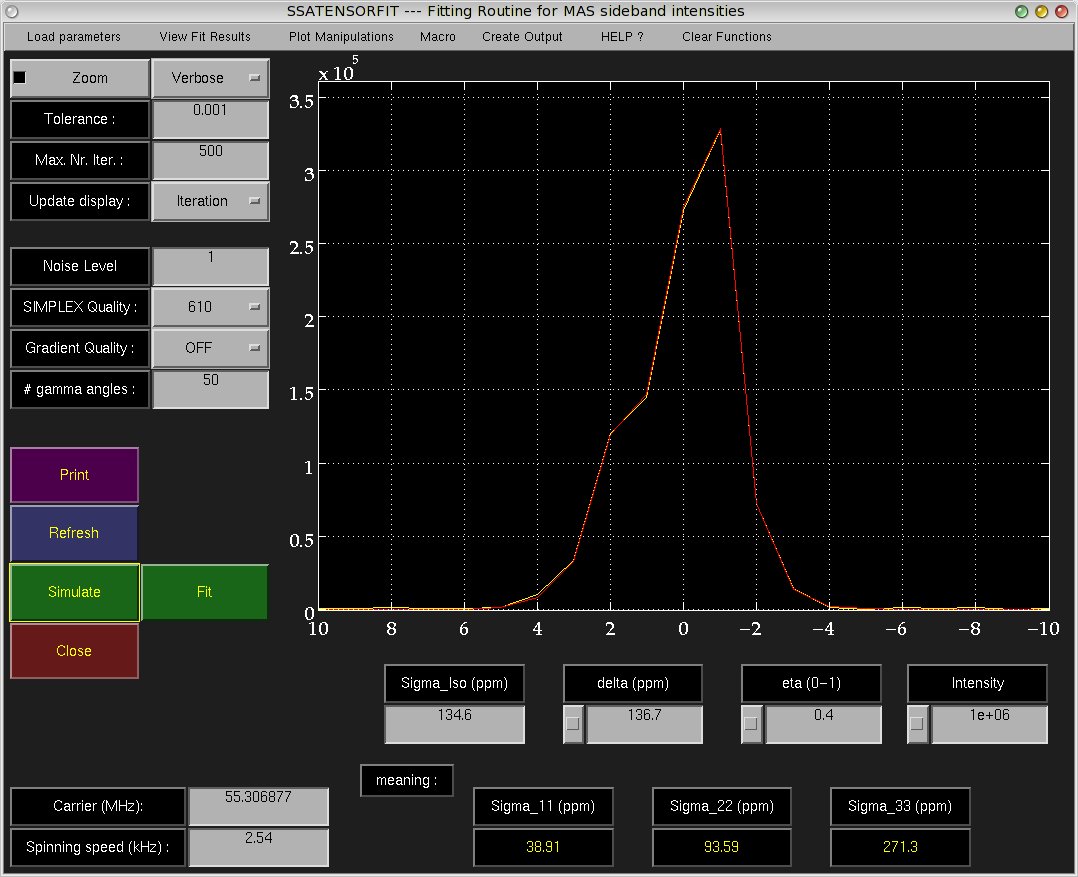 SSATENSORFIT --- Fitting Routine for MAS sideband intensities
Load parameters View Fit Results Plot Manipulations Macro Create Output HELP ? Clear Functions
Zoom Verbose
Tolerance : 0.001
Max. Nr. Iter. : 500
Update display : Iteration
Noise Level 1
SIMPLEX Quality : 610
Gradient Quality : OFF
# gamma angles : 50
Print
Refresh
Simulate Fit
Close
x 10^5
3.5
3
2.5
2
1.5
1
0.5
0
10 8 6 4 2 0 −2 −4 −6 −8 −10
Sigma_Iso (ppm) delta (ppm) eta (0−1) Intensity
134.6 136.7 0.4 1e+06
meaning :
Carrier (MHz): 55.306877
Spinning speed (kHz) : 2.54
Sigma_11 (ppm) Sigma_22 (ppm) Sigma_33 (ppm)
38.91 93.59 271.3